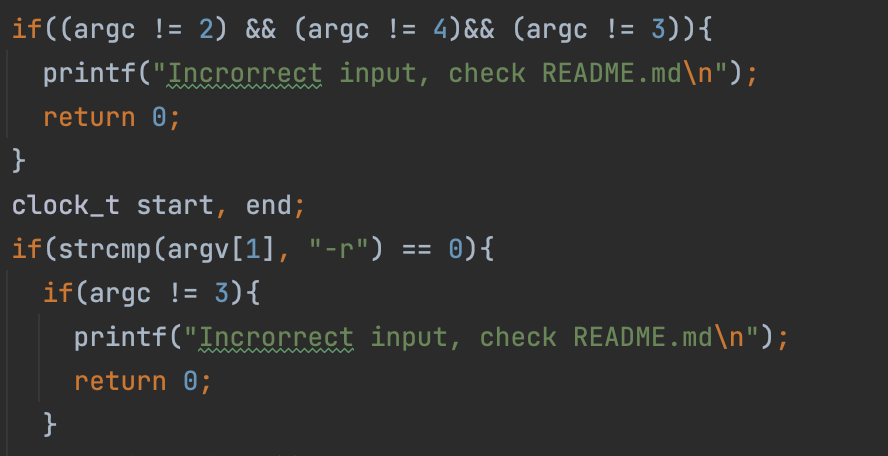 if((argc != 2) && (argc != 4)&& (argc != 3)){
printf("Incrorrect input, check README.md\n");
return 0;
}
clock_t start, end;
if(strcmp(argv[1], "-r") == 0){
if(argc != 3){
printf("Incrorrect input, check README.md\n");
return 0;
}